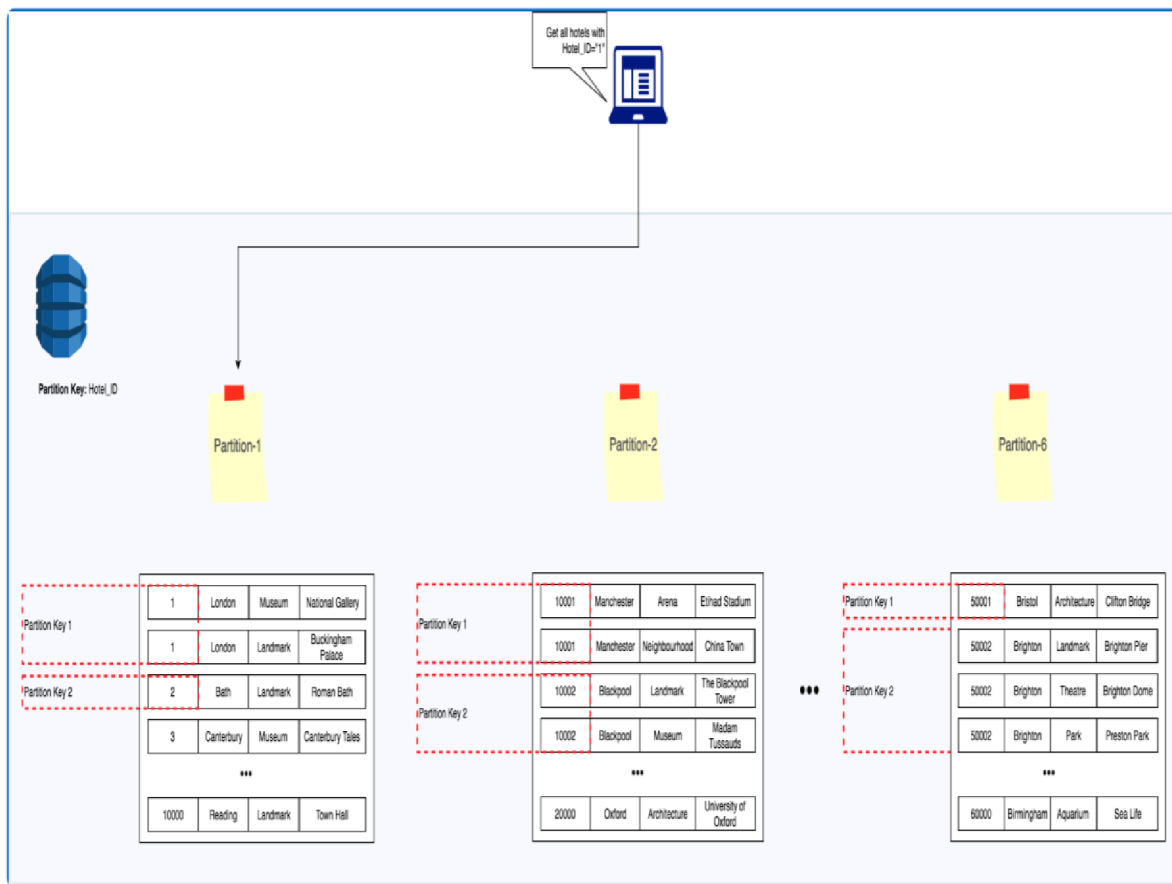 Get all hotels with
Hotel_ID="1"
Partition Key: Hotel_ID
Partition-1
Partition-2
Partition-6
Partition Key 1
1 London Museum National Gallery
1 London Landmark Buckingham
Palace
Partition Key 2
2 Bath Landmark Roman Bath
3 Canterbury Museum Canterbury Tales
•••
10000 Reading Landmark Town Hall
Partition Key 1
10001 Manchester Arena Etihad Stadium
10001 Manchester Neighbourhood China Town
Partition Key 2
10002 Blackpool Landmark The Blackpool
Tower
10002 Blackpool Museum Madam
Tussauds
•••
20000 Oxford Architecture University of
Oxford
•••
Partition Key 1
50001 Bristol Architecture Clifton Bridge
50002 Brighton Landmark Brighton Pier
Partition Key 2
50002 Brighton Theatre Brighton Dome
50002 Brighton Park Preston Park
•••
60000 Birmingham Aquarium Sea Life